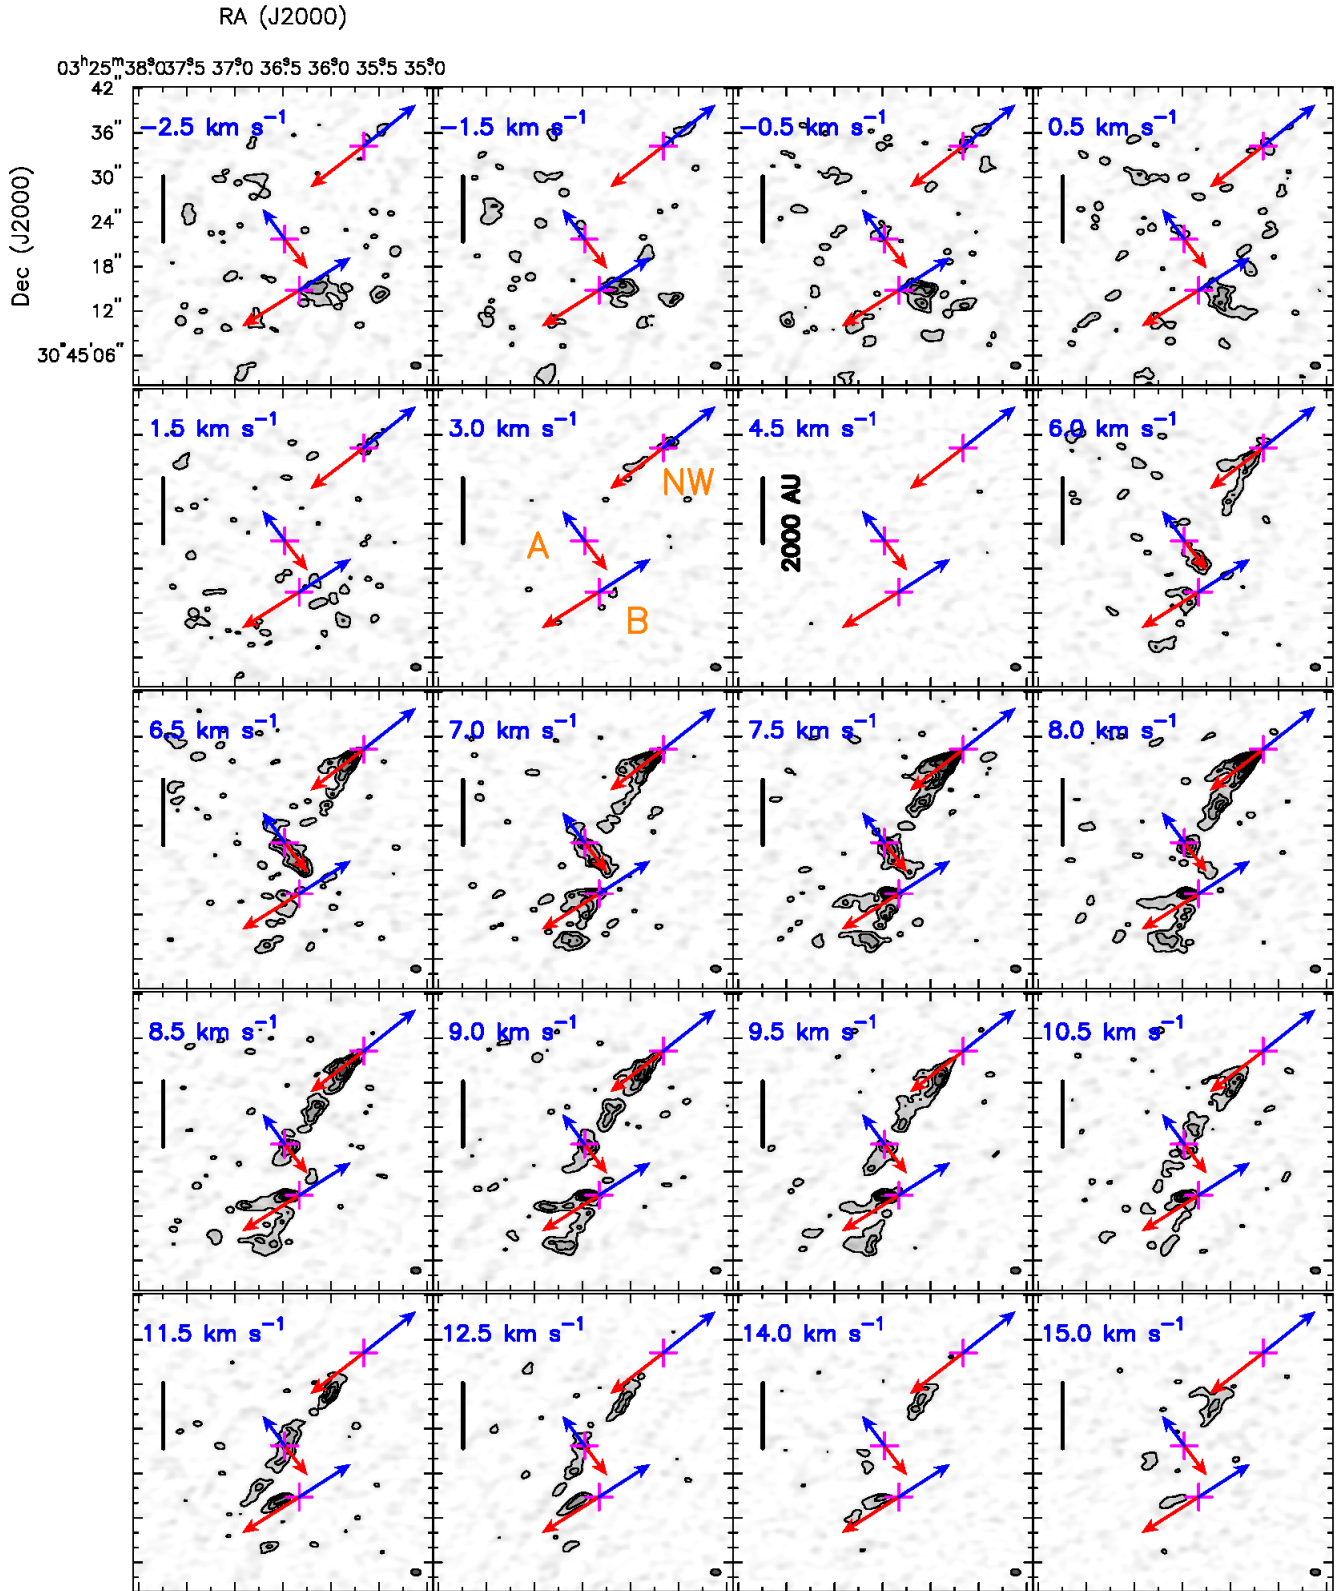 RA (J2000)
03ʰ25ᵐ38ˢ.0 37ˢ.5 37ˢ.0 36ˢ.5 36ˢ.0 35ˢ.5 35ˢ.0
42"
36"
30"
24"
18"
12"
30°45'06"
Dec (J2000)
−2.5 km s⁻¹
−1.5 km s⁻¹
−0.5 km s⁻¹
0.5 km s⁻¹
1.5 km s⁻¹
3.0 km s⁻¹
NW
A
B
4.5 km s⁻¹
2000 AU
6.0 km s⁻¹
6.5 km s⁻¹
7.0 km s⁻¹
7.5 km s⁻¹
8.0 km s⁻¹
8.5 km s⁻¹
9.0 km s⁻¹
9.5 km s⁻¹
10.5 km s⁻¹
11.5 km s⁻¹
12.5 km s⁻¹
14.0 km s⁻¹
15.0 km s⁻¹